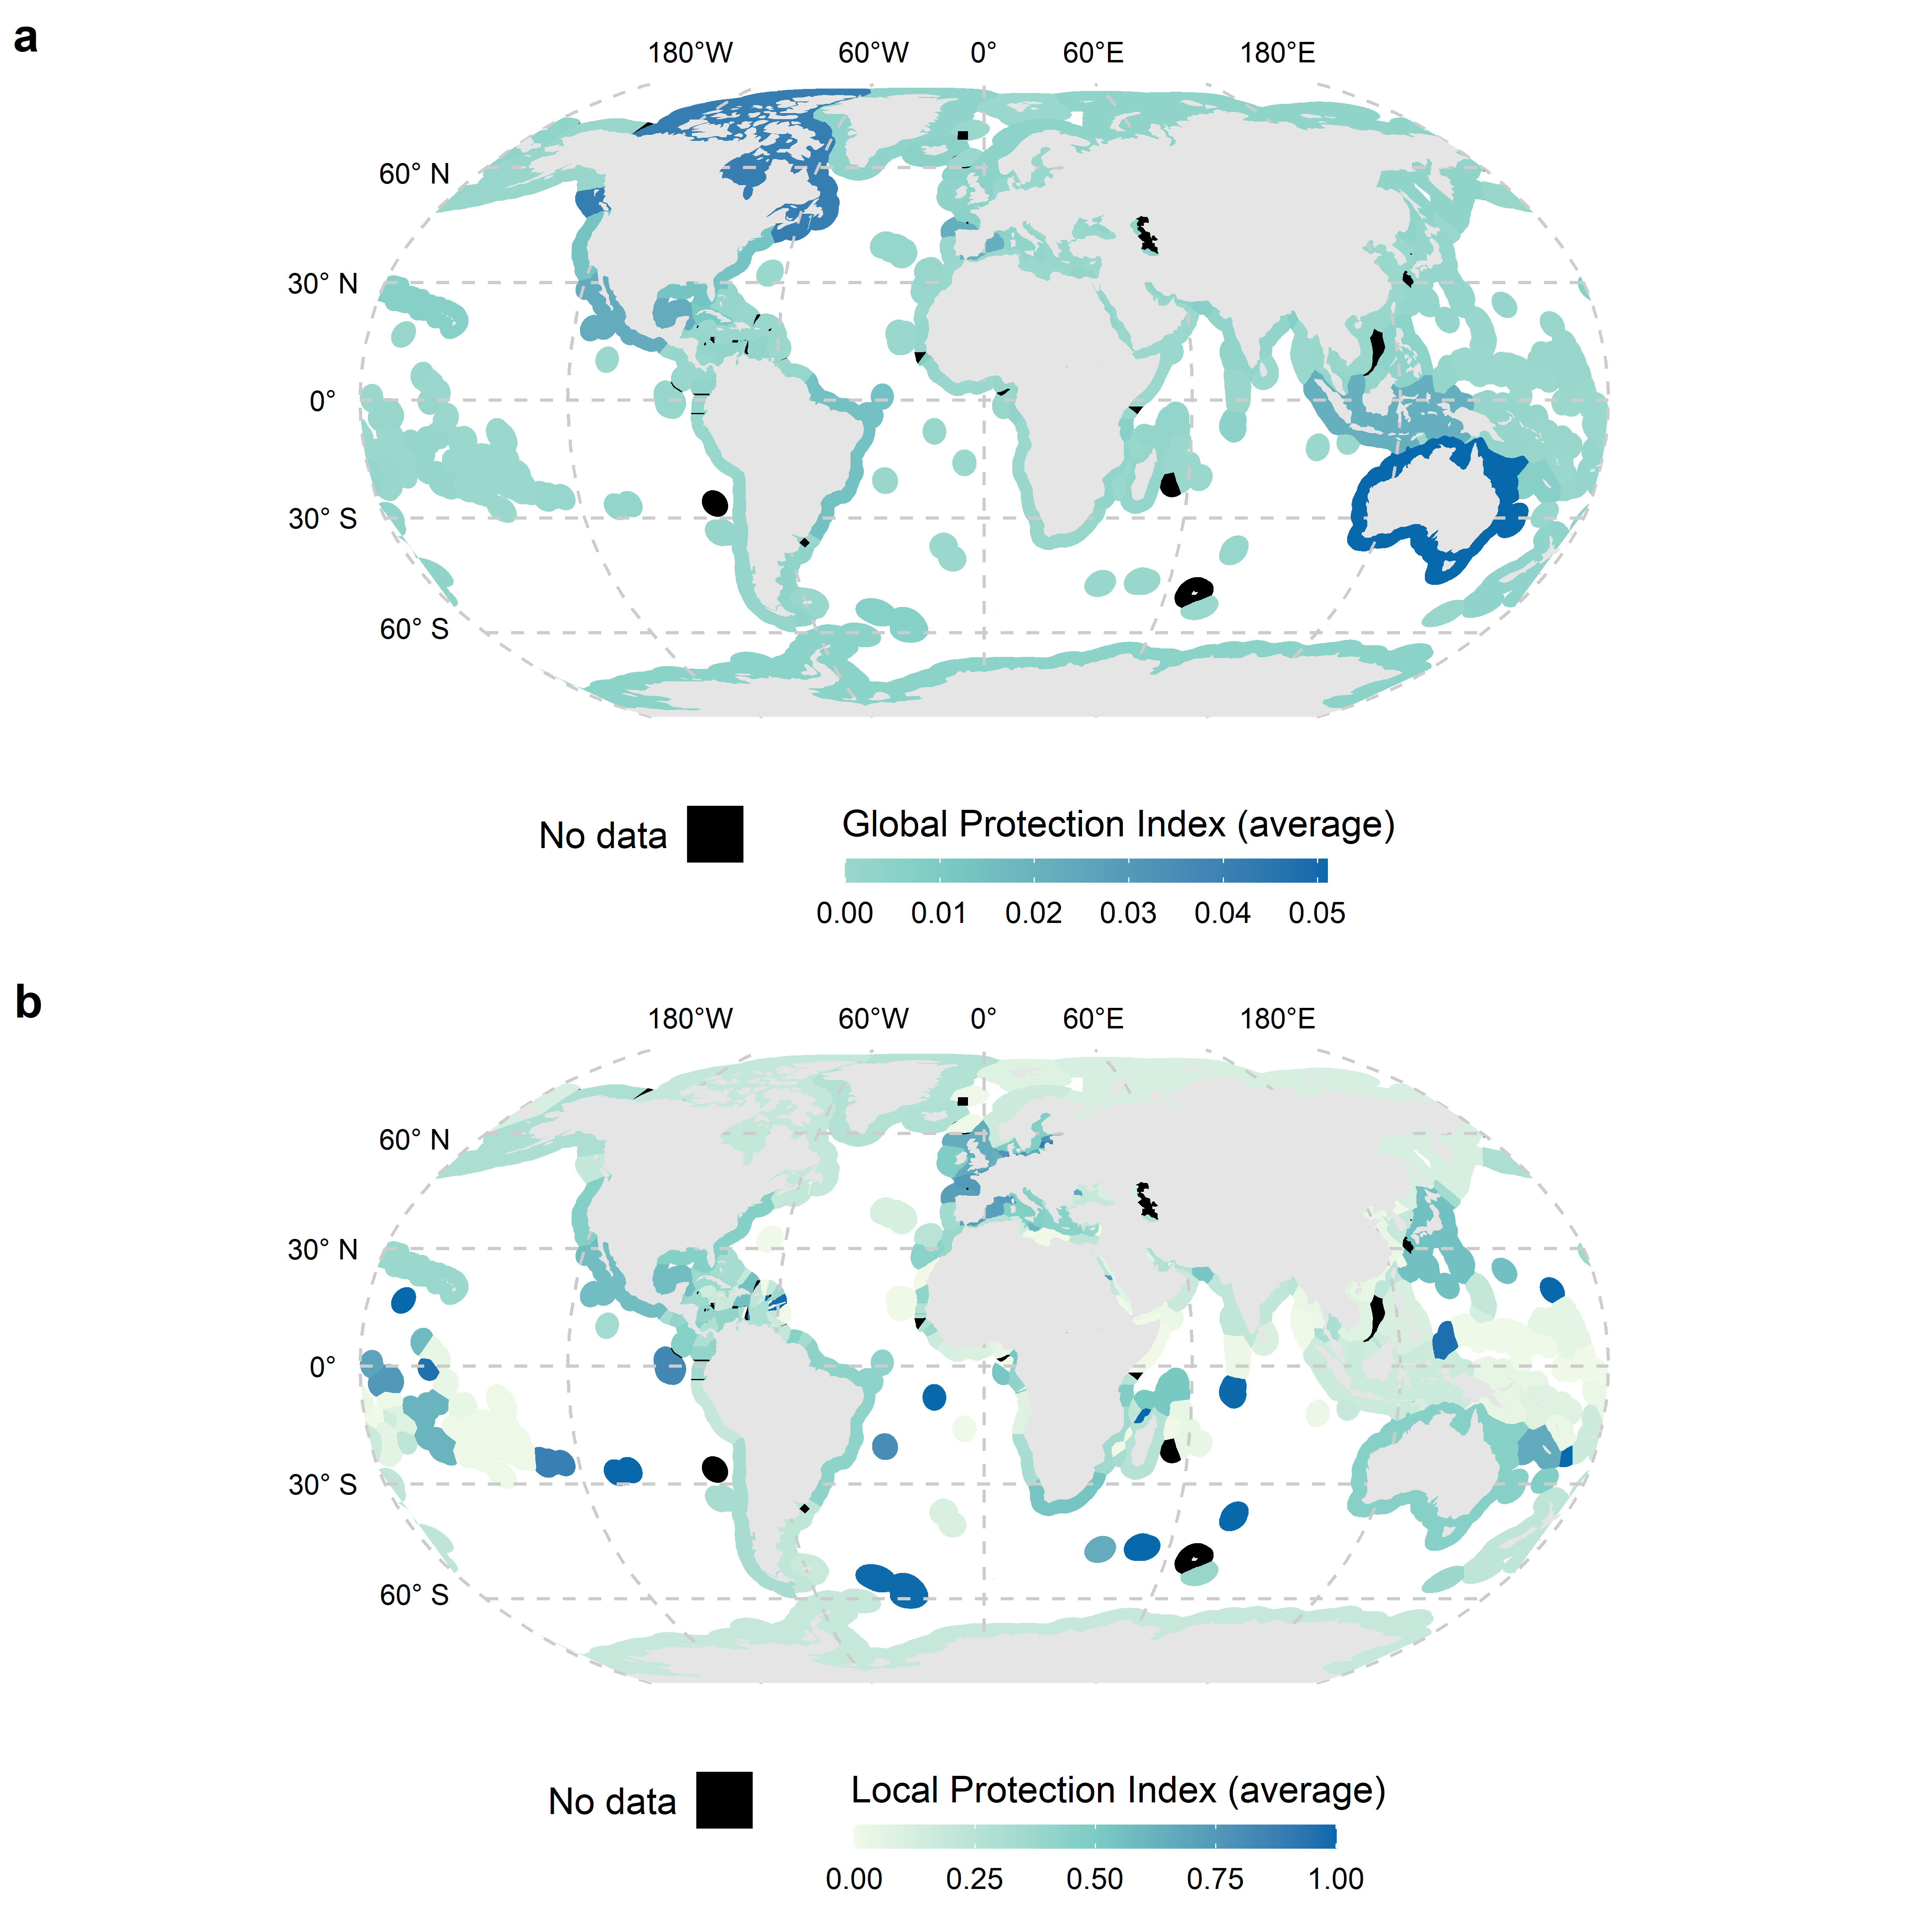 a
180°W 60°W 0° 60°E 180°E
60° N
30° N
0°
30° S
60° S
No data
Global Protection Index (average)
0.00 0.01 0.02 0.03 0.04 0.05
b
180°W 60°W 0° 60°E 180°E
60° N
30° N
0°
30° S
60° S
No data
Local Protection Index (average)
0.00 0.25 0.50 0.75 1.00